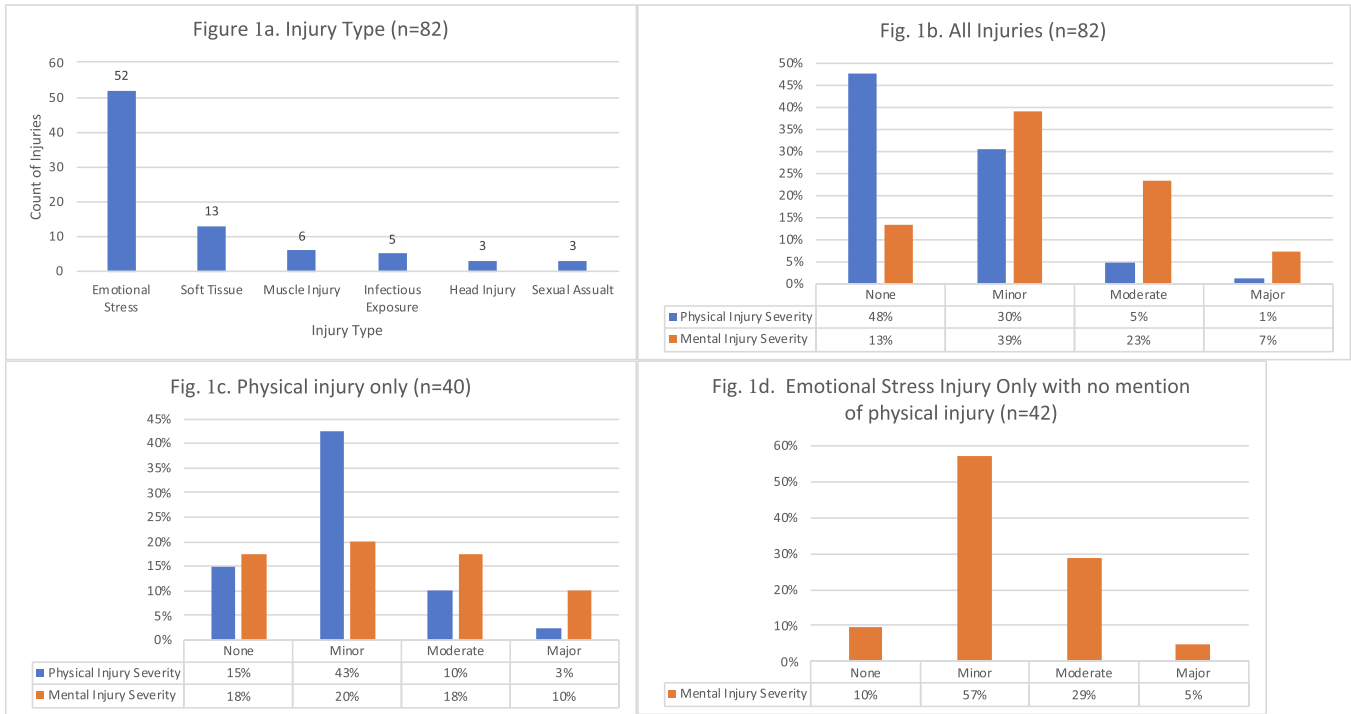 Figure 1a. Injury Type (n=82)
60
50
40
30
20
10
0
Count of Injuries
52
13
6
5
3
3
Emotional Stress
Soft Tissue
Muscle Injury
Infectious Exposure
Head Injury
Sexual Assualt
Injury Type
Fig. 1b. All Injuries (n=82)
50%
45%
40%
35%
30%
25%
20%
15%
10%
5%
0%
None Minor Moderate Major
Physical Injury Severity 48% 30% 5% 1%
Mental Injury Severity 13% 39% 23% 7%
Fig. 1c. Physical injury only (n=40)
45%
40%
35%
30%
25%
20%
15%
10%
5%
0%
None Minor Moderate Major
Physical Injury Severity 15% 43% 10% 3%
Mental Injury Severity 18% 20% 18% 10%
Fig. 1d. Emotional Stress Injury Only with no mention
of physical injury (n=42)
60%
50%
40%
30%
20%
10%
0%
None Minor Moderate Major
Mental Injury Severity 10% 57% 29% 5%